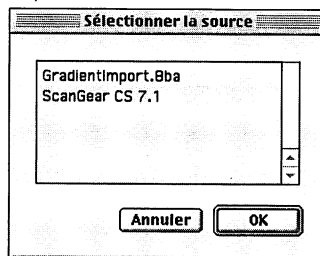 Sélectionner la source
GradientImport.8ba
ScanGear CS 7.1
Annuler
OK